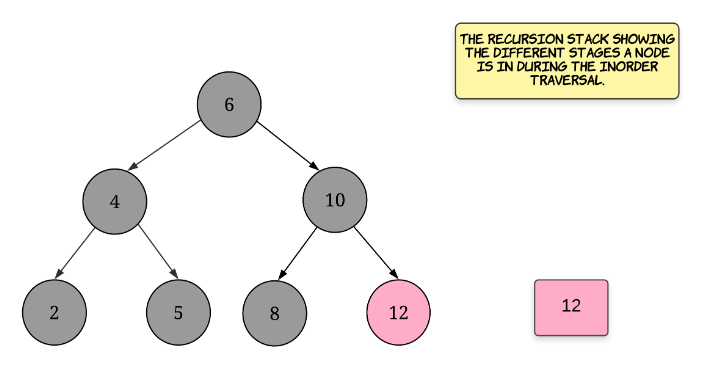 THE RECURSION STACK SHOWING
THE DIFFERENT STAGES A NODE
IS IN DURING THE INORDER
TRAVERSAL.
6
4
10
2
5
8
12
12